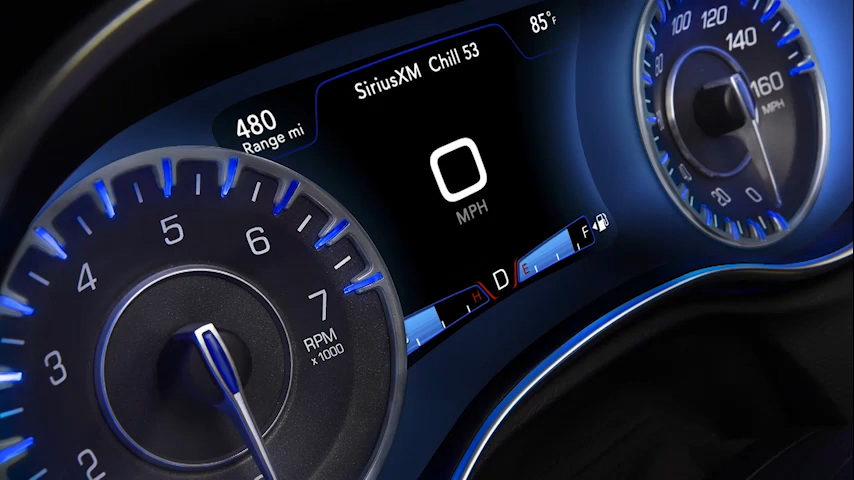 85°F
SiriusXM Chill 53
480
Range mi
0
MPH
H D E F
2 3 4 5 6 7
RPM
x 1000
0 20 100 120 140 160
MPH